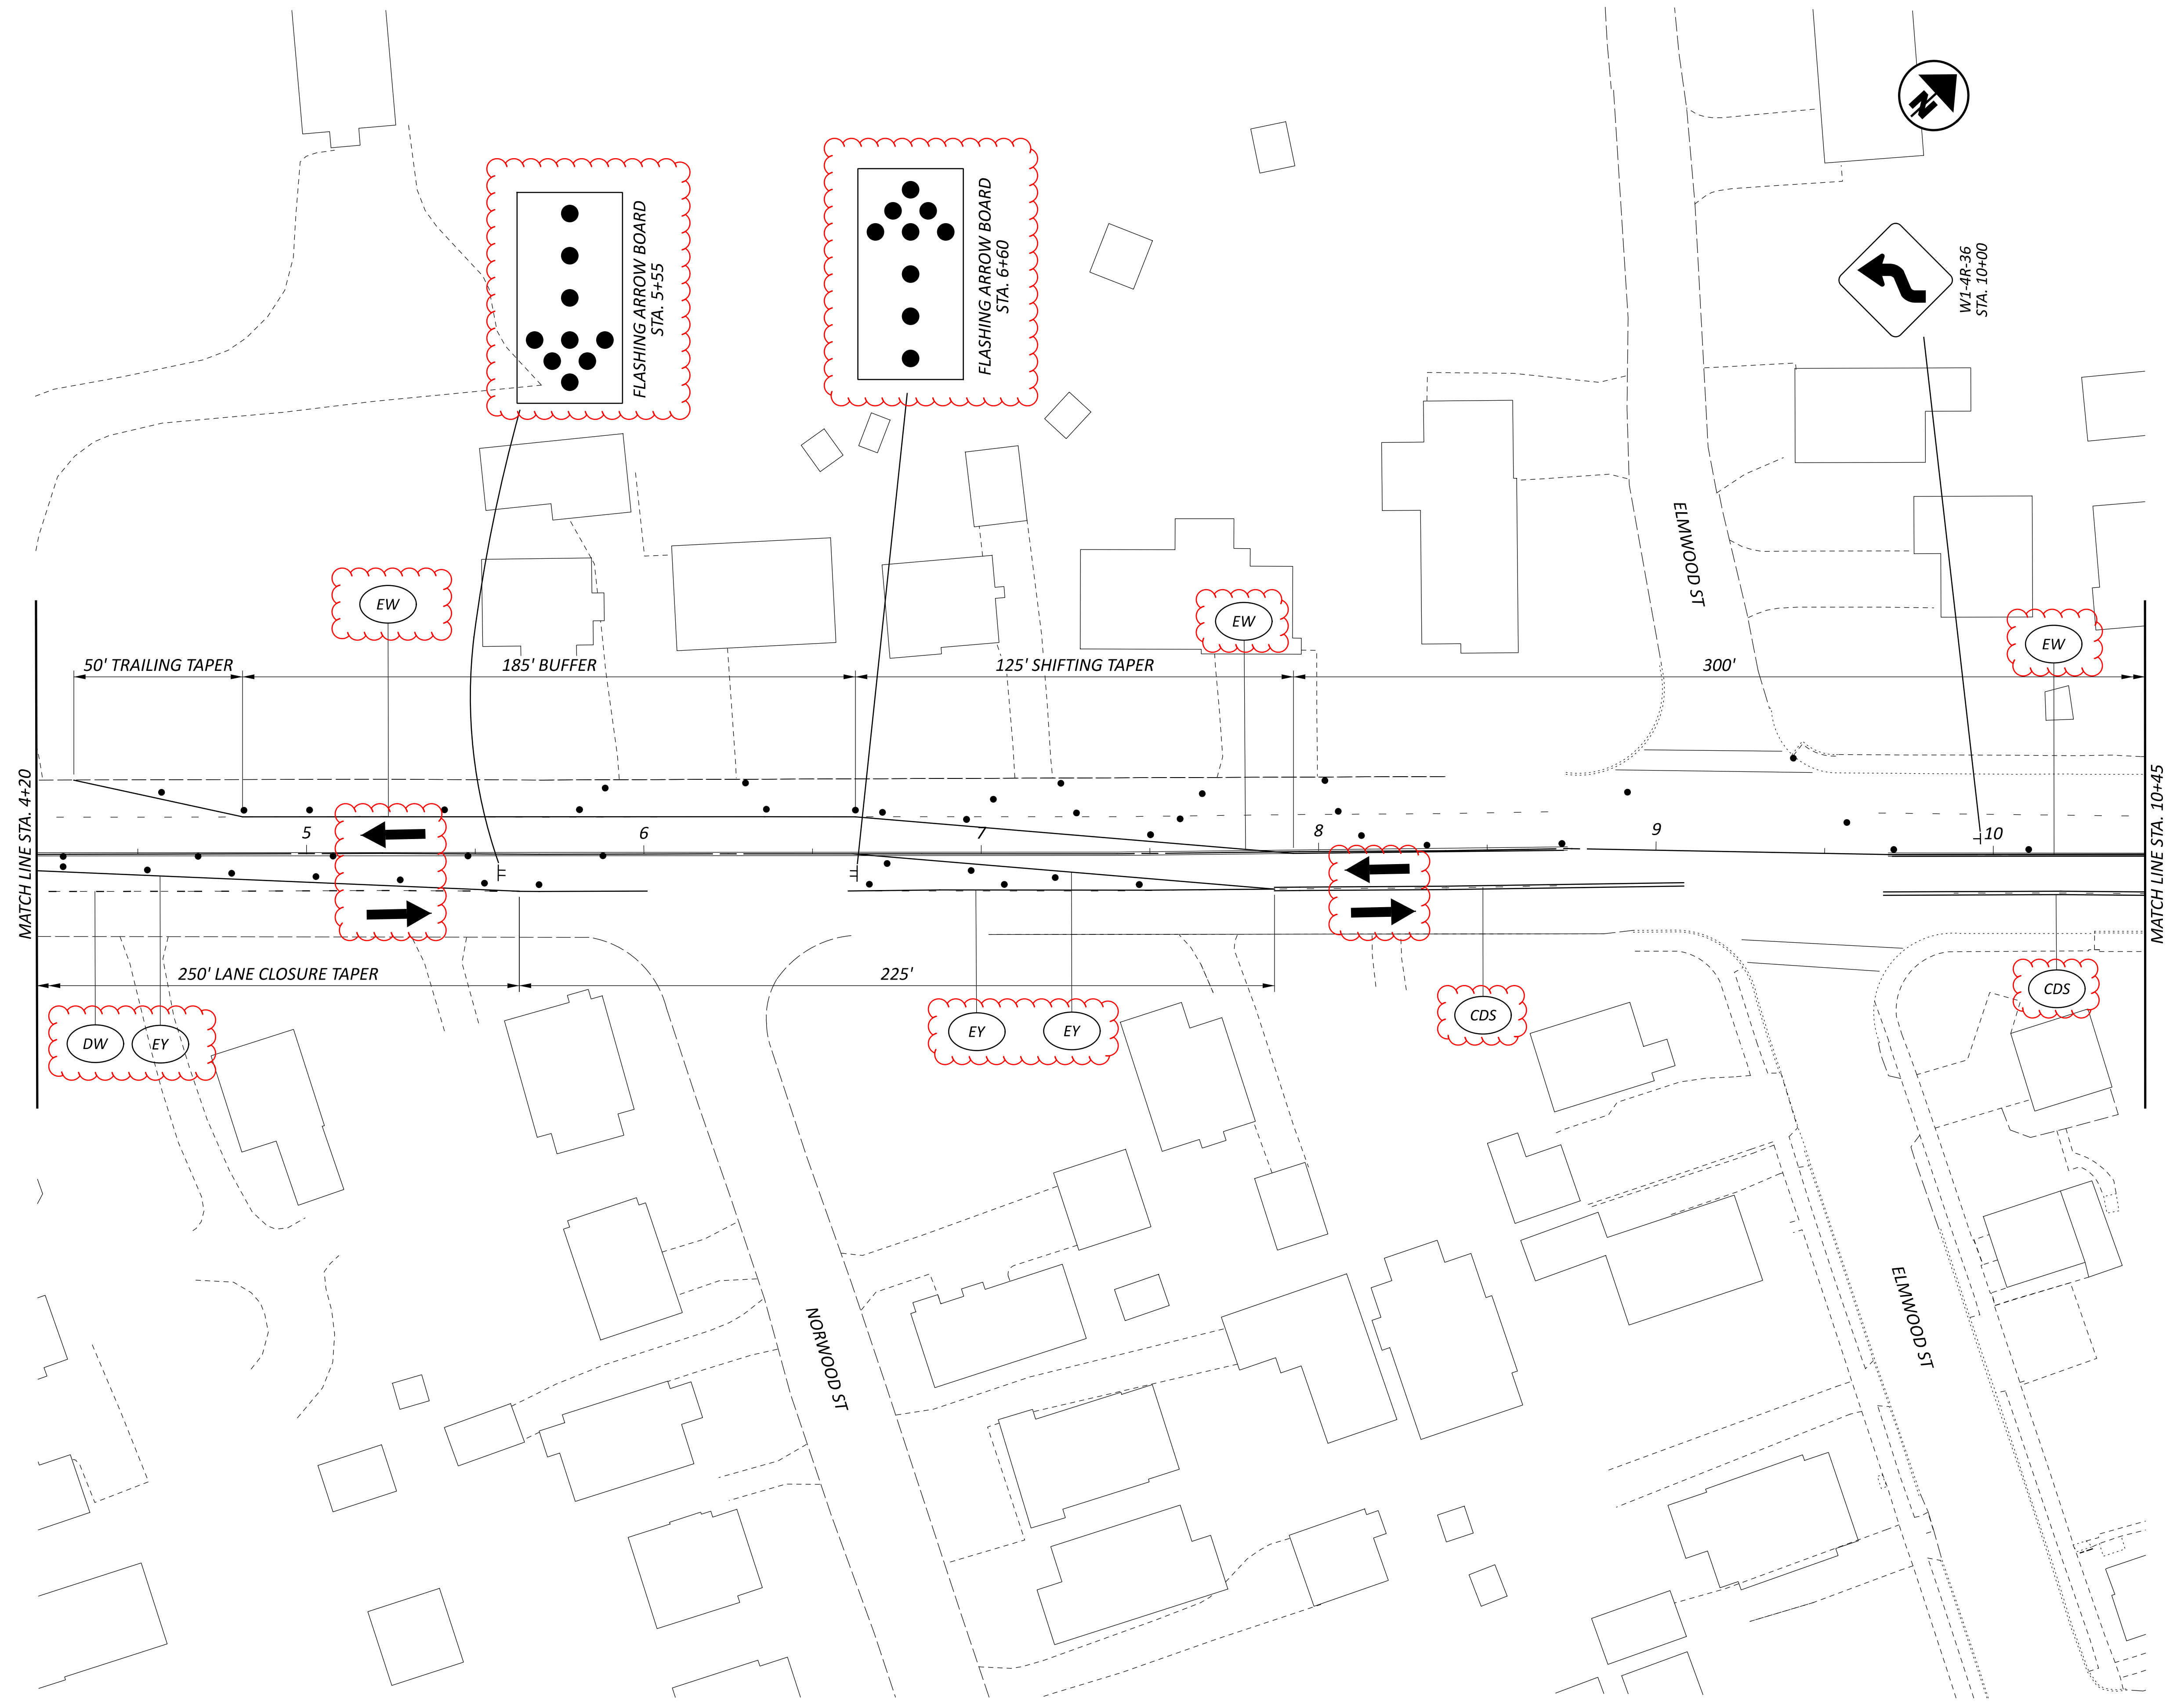 N
FLASHING ARROW BOARD
STA. 5+55
FLASHING ARROW BOARD
STA. 6+60
W1-4R-36
STA. 10+00
ELMWOOD ST
EW
EW
EW
50' TRAILING TAPER
185' BUFFER
125' SHIFTING TAPER
300'
MATCH LINE STA. 4+20
MATCH LINE STA. 10+45
5
6
7
8
9
10
250' LANE CLOSURE TAPER
225'
DW
EY
EY
EY
CDS
CDS
NORWOOD ST
ELMWOOD ST